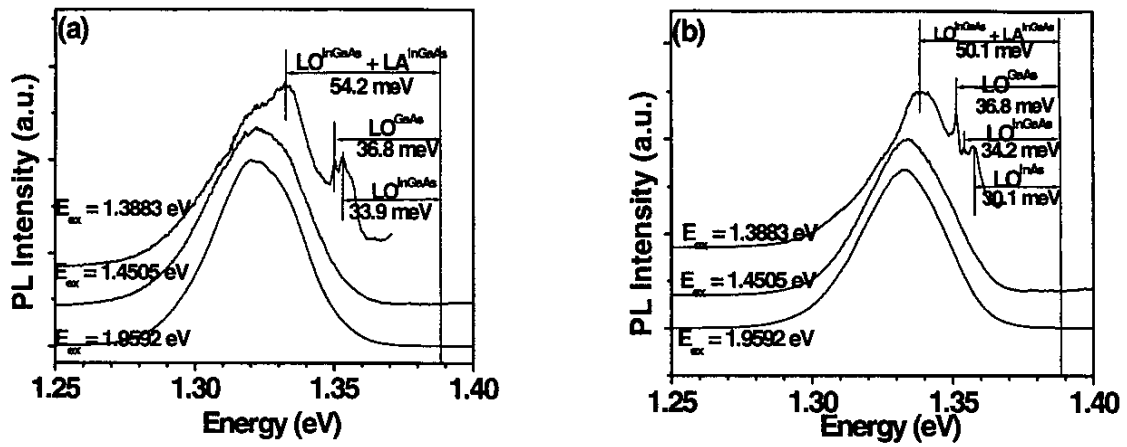 (a)
LO^InGaAs + LA^InGaAs
54.2 meV
LO^GaAs
36.8 meV
LO^InGaAs
33.9 meV
E_ex = 1.3883 eV
E_ex = 1.4505 eV
E_ex = 1.9592 eV
PL Intensity (a.u.)
1.25 1.30 1.35 1.40
Energy (eV)
(b)
LO^InGaAs + LA^InGaAs
50.1 meV
LO^GaAs
36.8 meV
LO^InGaAs
34.2 meV
LO^InAs
30.1 meV
E_ex = 1.3883 eV
E_ex = 1.4505 eV
E_ex = 1.9592 eV
PL Intensity (a.u.)
1.25 1.30 1.35 1.40
Energy (eV)